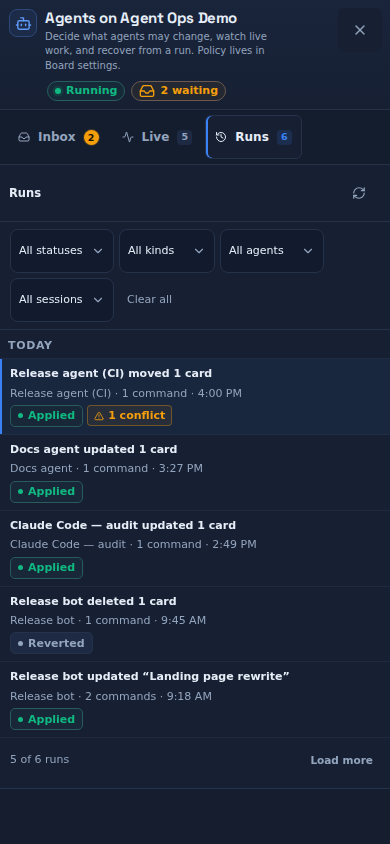 Agents on Agent Ops Demo
Decide what agents may change, watch live
work, and recover from a run. Policy lives in
Board settings.
Running
2 waiting
Inbox 2
Live 5
Runs 6
Runs
All statuses
All kinds
All agents
All sessions
Clear all
TODAY
Release agent (CI) moved 1 card
Release agent (CI) · 1 command · 4:00 PM
Applied
1 conflict
Docs agent updated 1 card
Docs agent · 1 command · 3:27 PM
Applied
Claude Code — audit updated 1 card
Claude Code — audit · 1 command · 2:49 PM
Applied
Release bot deleted 1 card
Release bot · 1 command · 9:45 AM
Reverted
Release bot updated “Landing page rewrite”
Release bot · 2 commands · 9:18 AM
Applied
5 of 6 runs
Load more